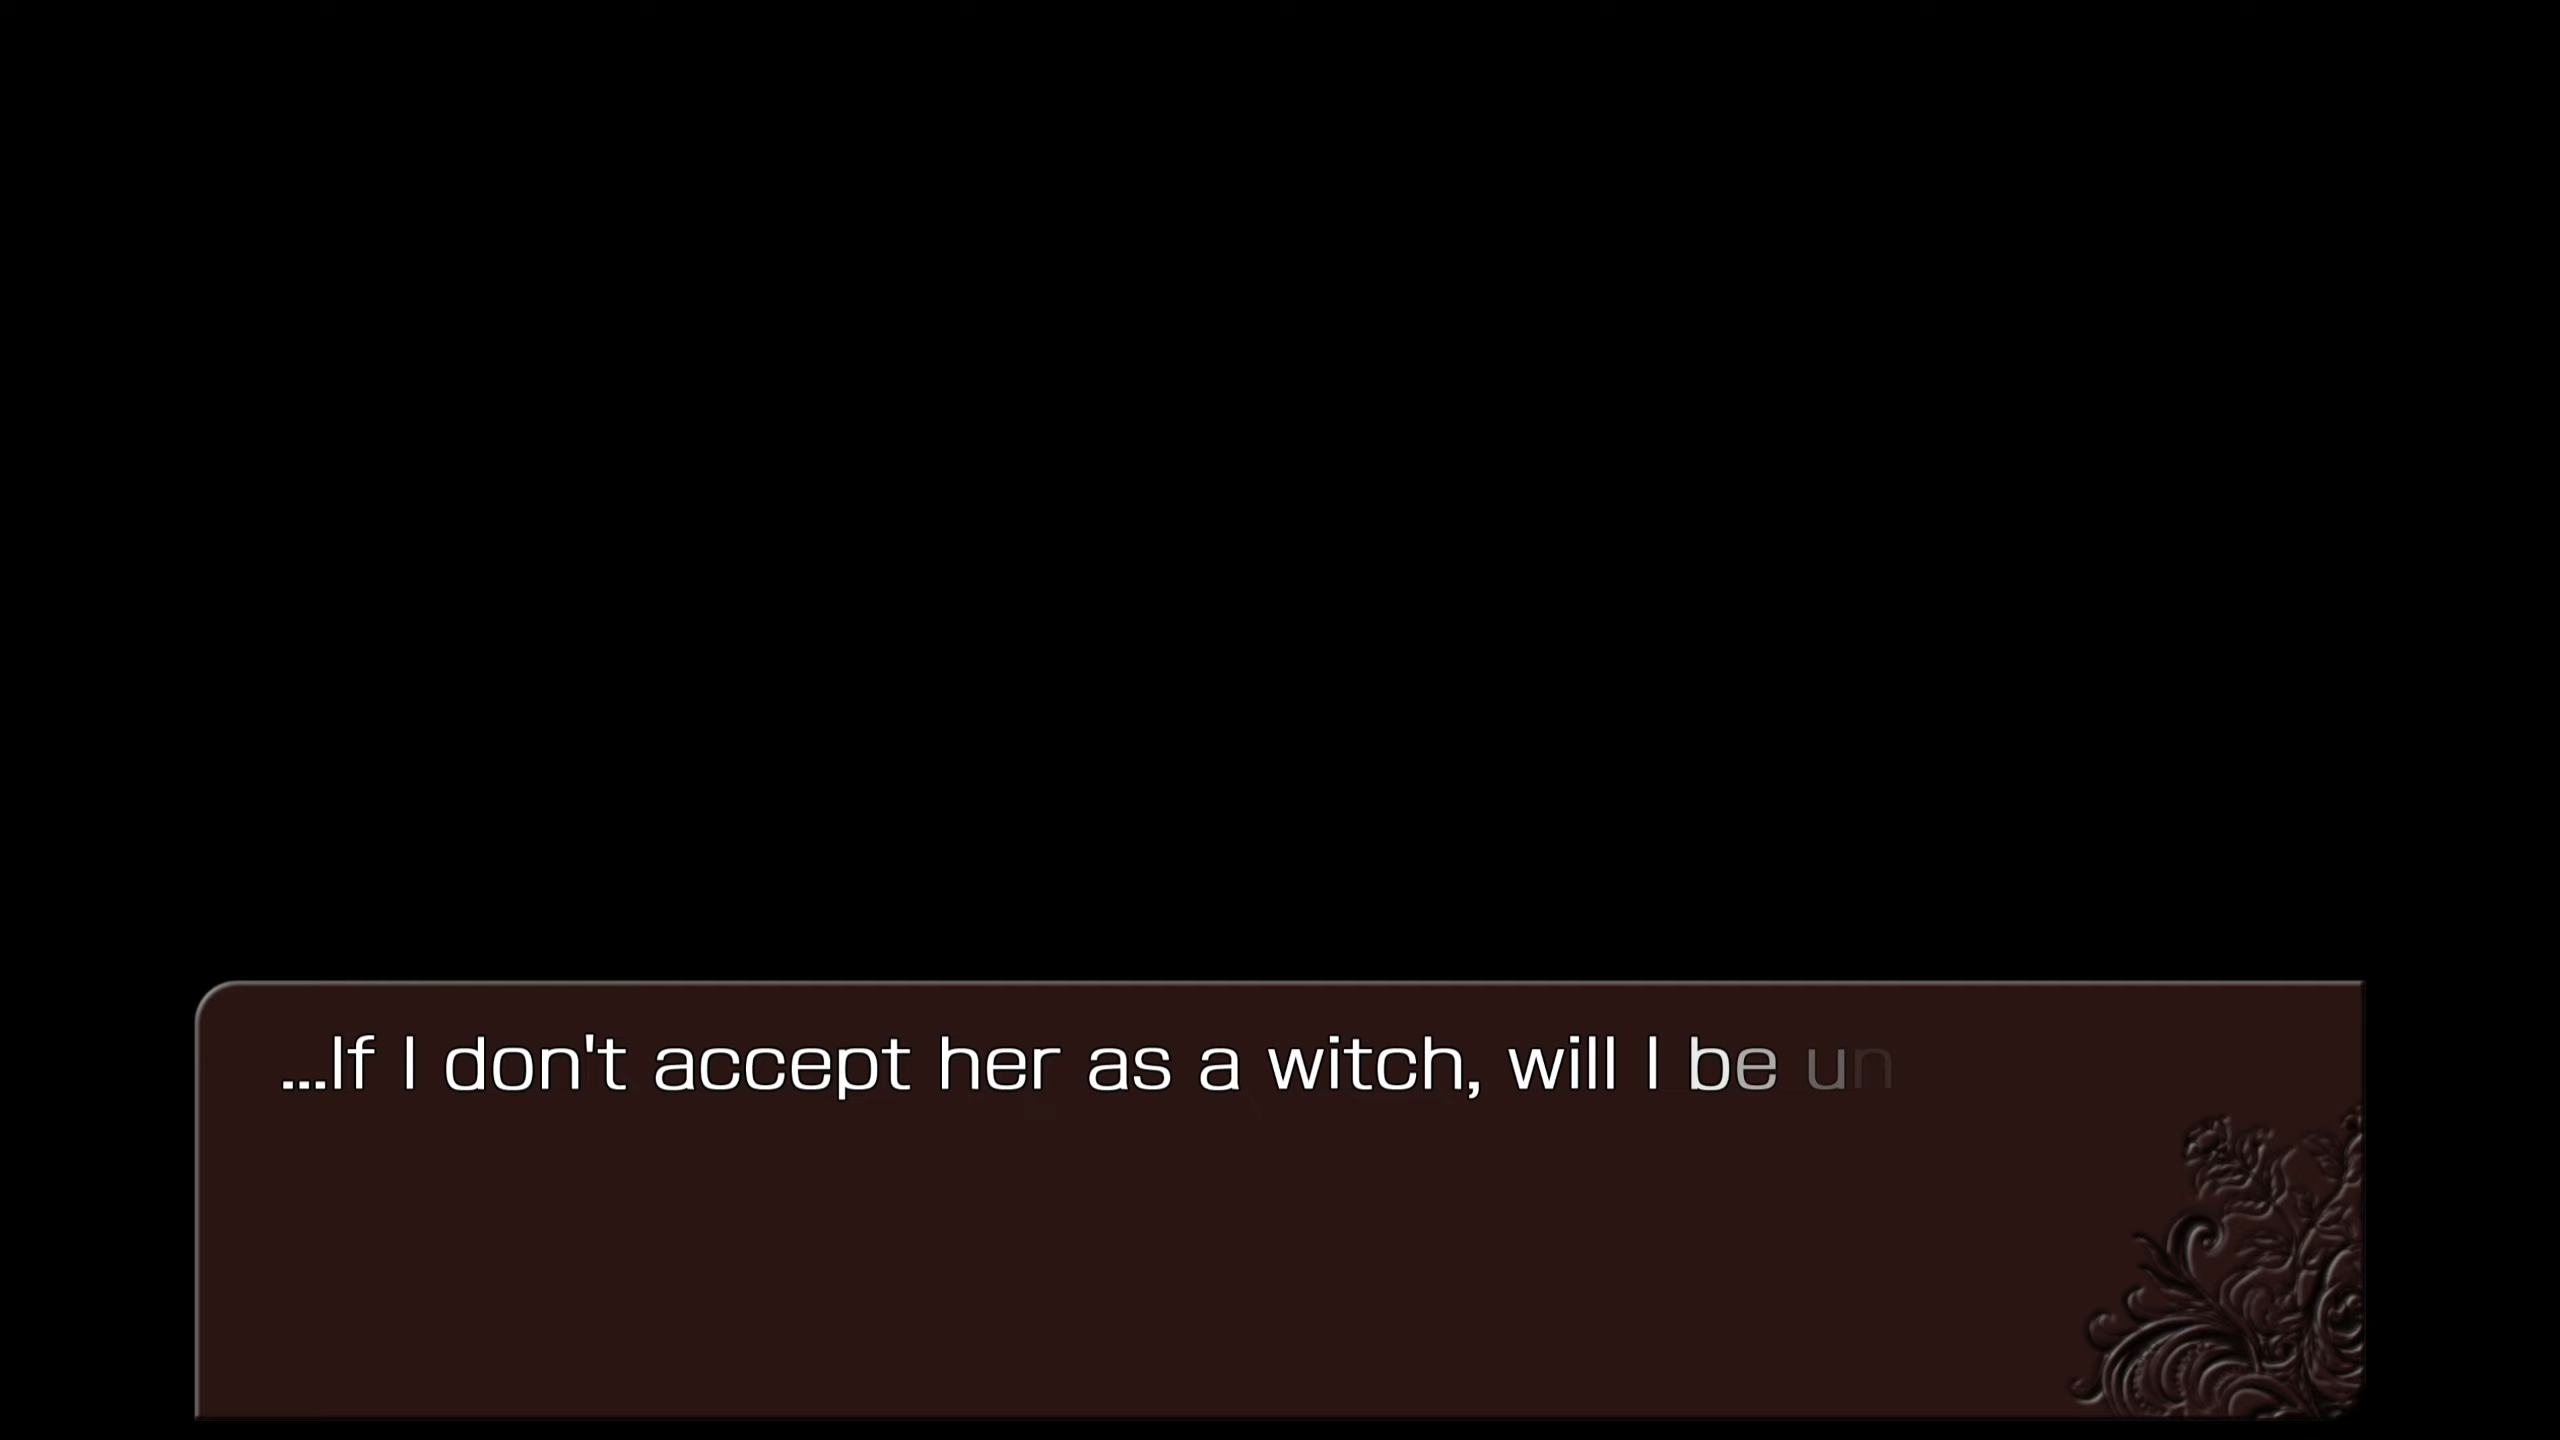 ...If I don't accept her as a witch, will I be un